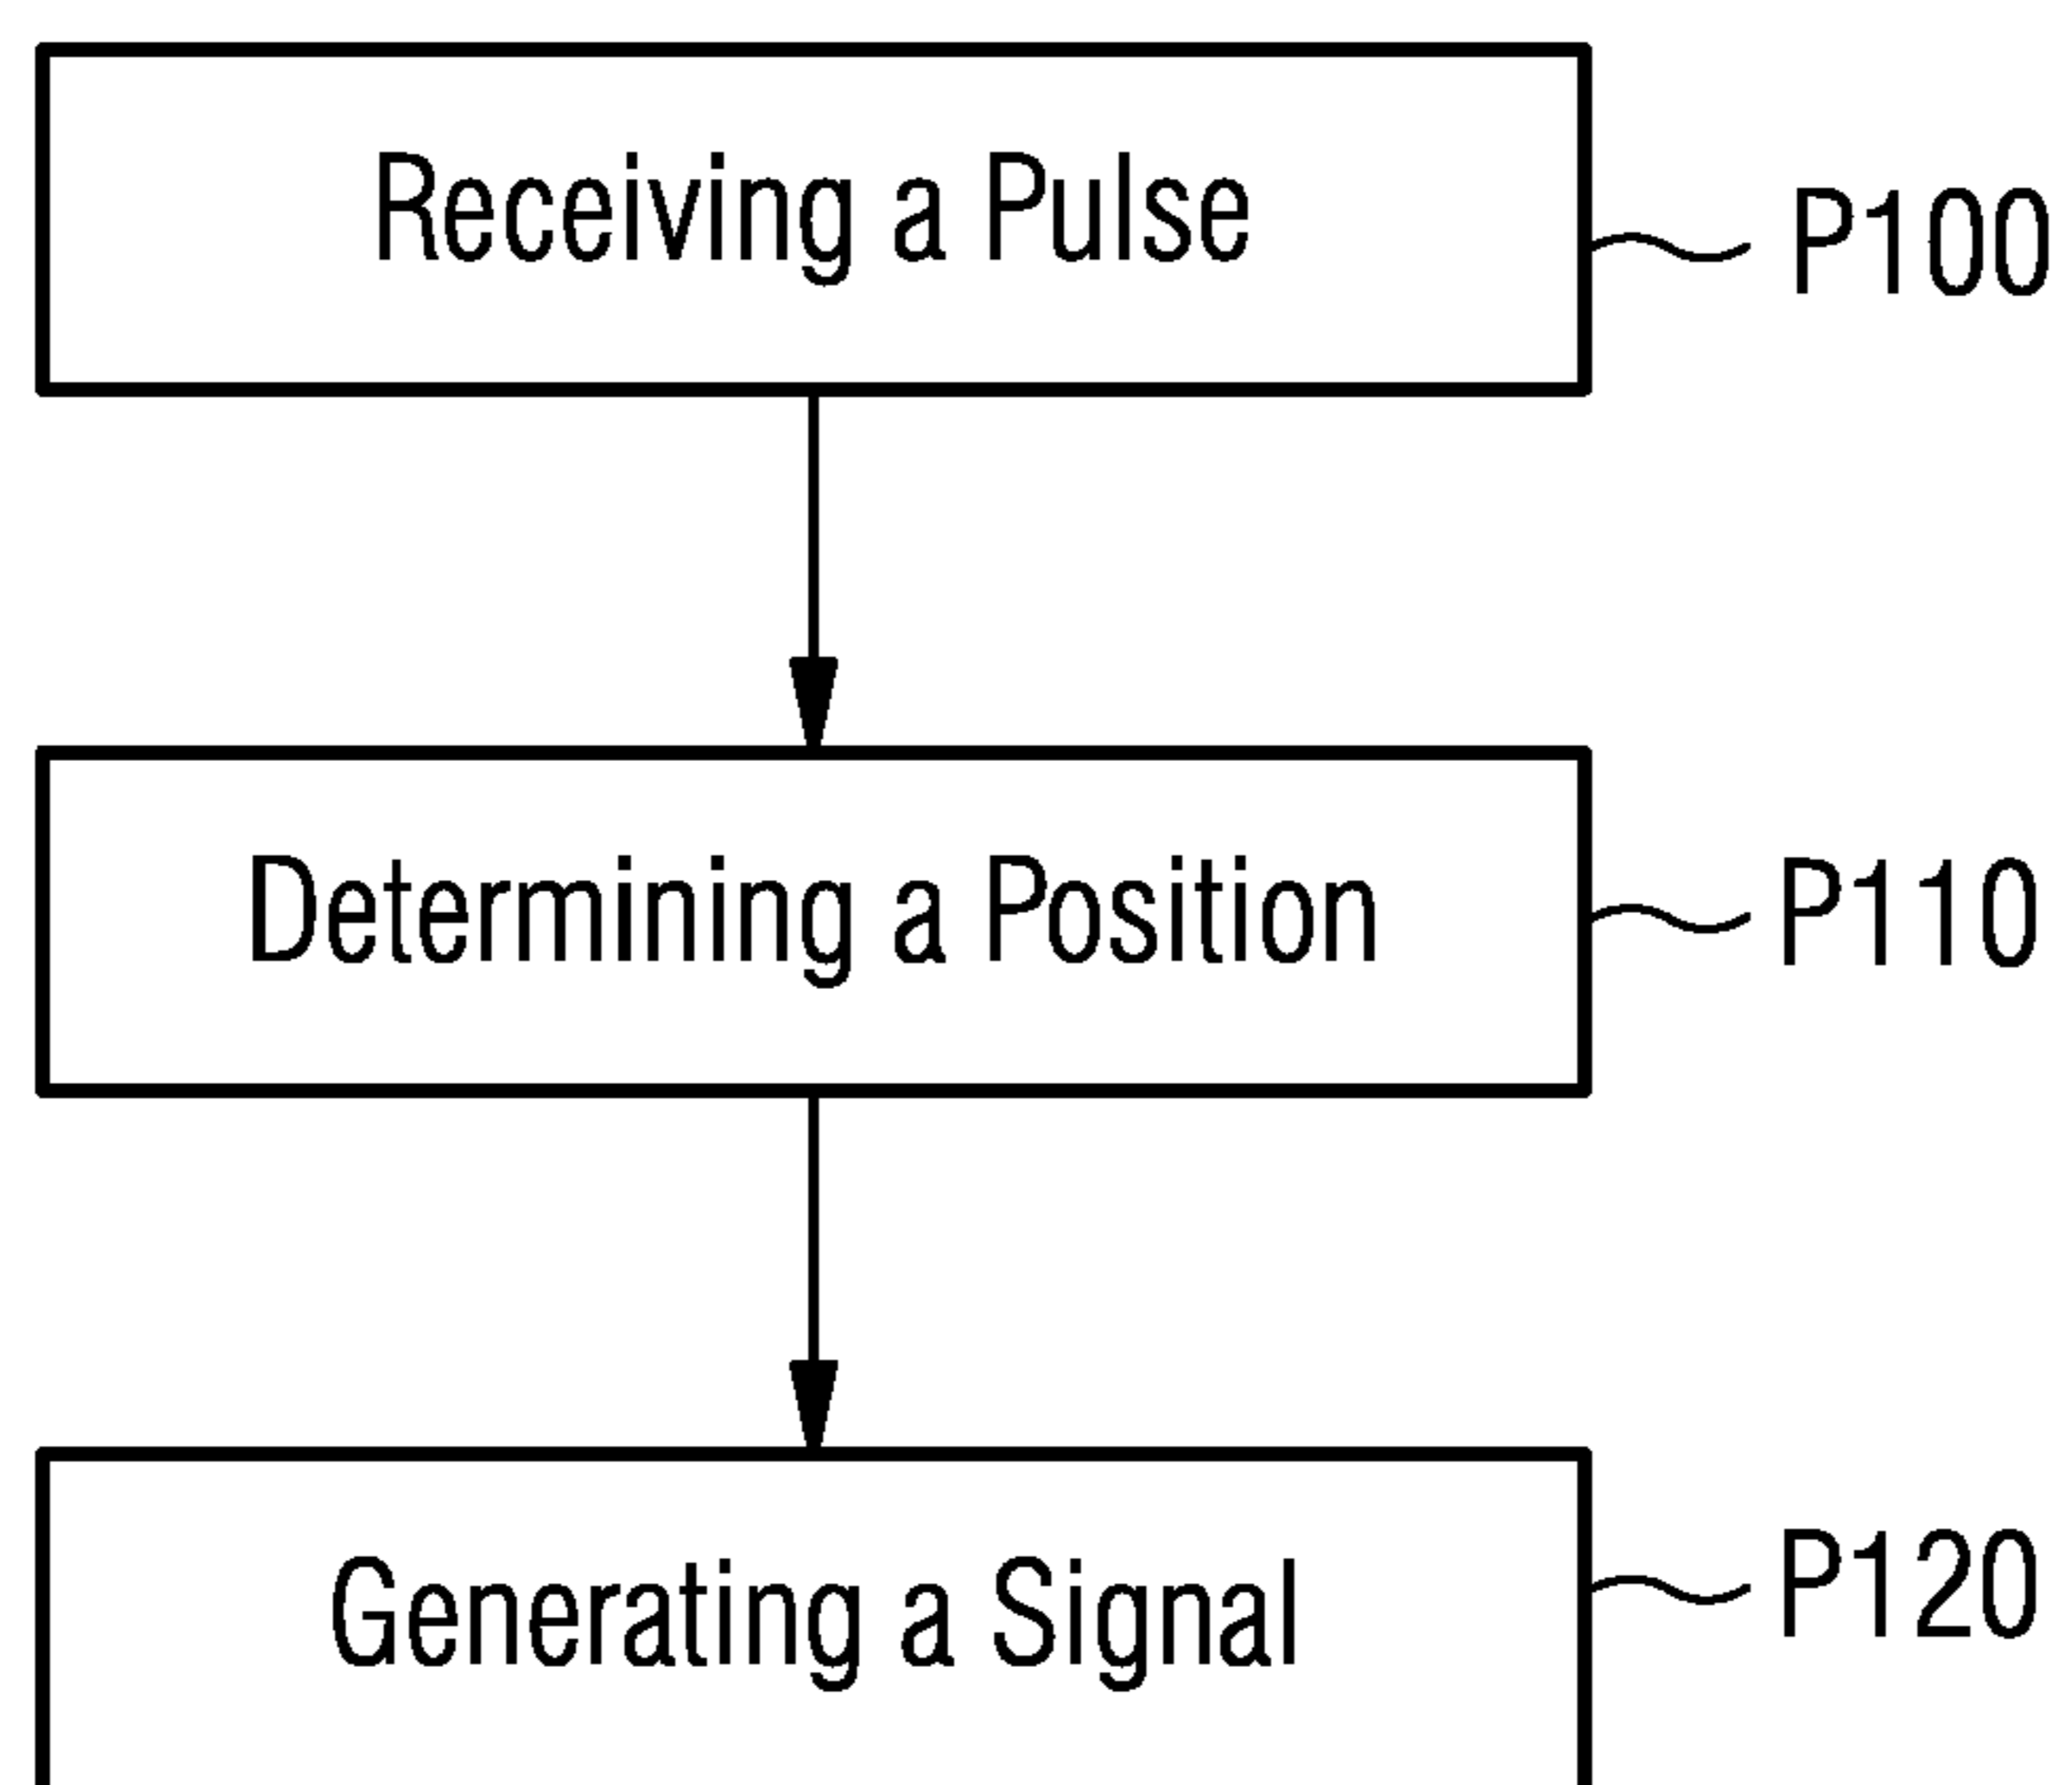 Receiving a Pulse
P100
Determining a Position
P110
Generating a Signal
P120